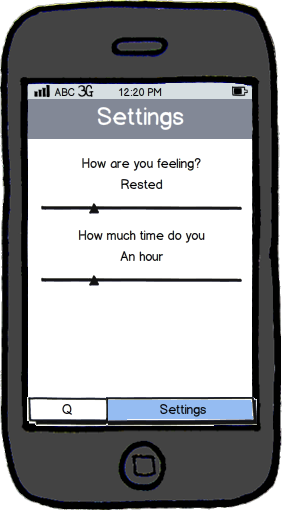 ABC 3G 12:20 PM
Settings
How are you feeling?
Rested
How much time do you
An hour
Q Settings